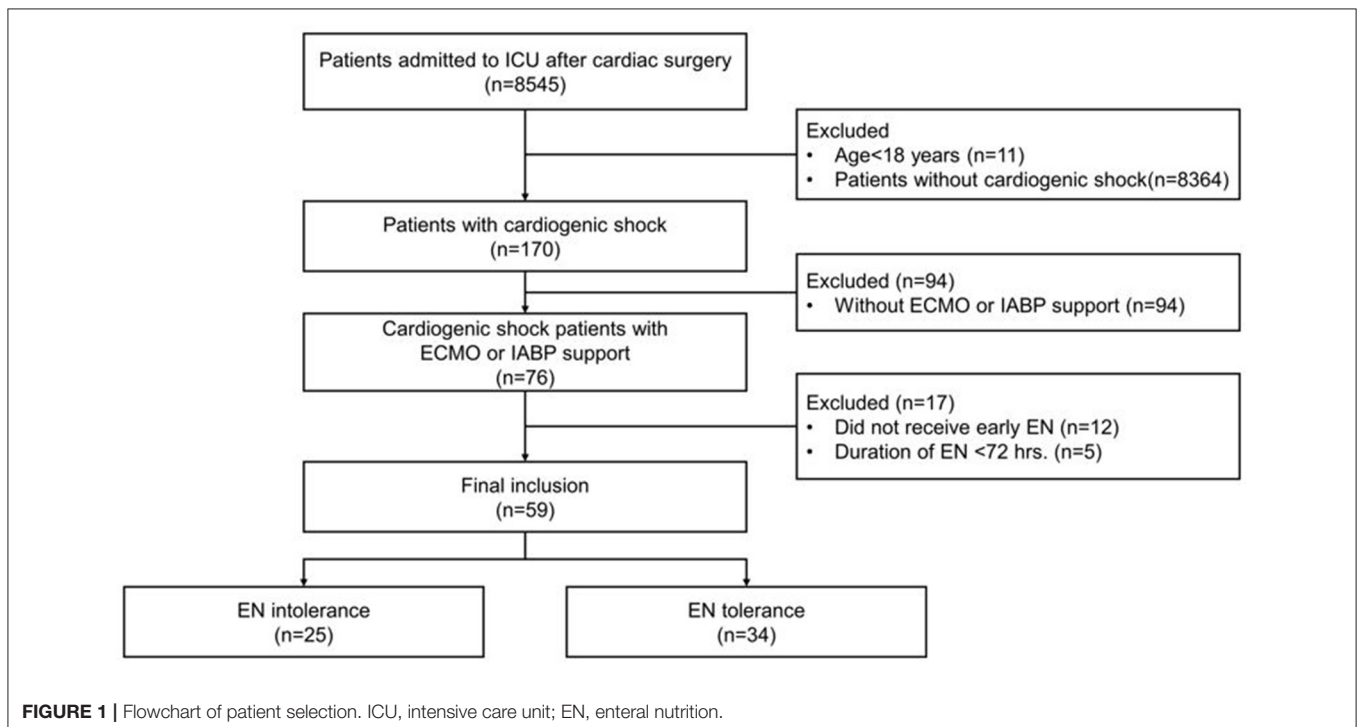 Patients admitted to ICU after cardiac surgery
(n=8545)
Excluded
• Age<18 years (n=11)
• Patients without cardiogenic shock(n=8364)
Patients with cardiogenic shock
(n=170)
Excluded (n=94)
• Without ECMO or IABP support (n=94)
Cardiogenic shock patients with
ECMO or IABP support
(n=76)
Excluded (n=17)
• Did not receive early EN (n=12)
• Duration of EN <72 hrs. (n=5)
Final inclusion
(n=59)
EN intolerance
(n=25)
EN tolerance
(n=34)
FIGURE 1 | Flowchart of patient selection. ICU, intensive care unit; EN, enteral nutrition.